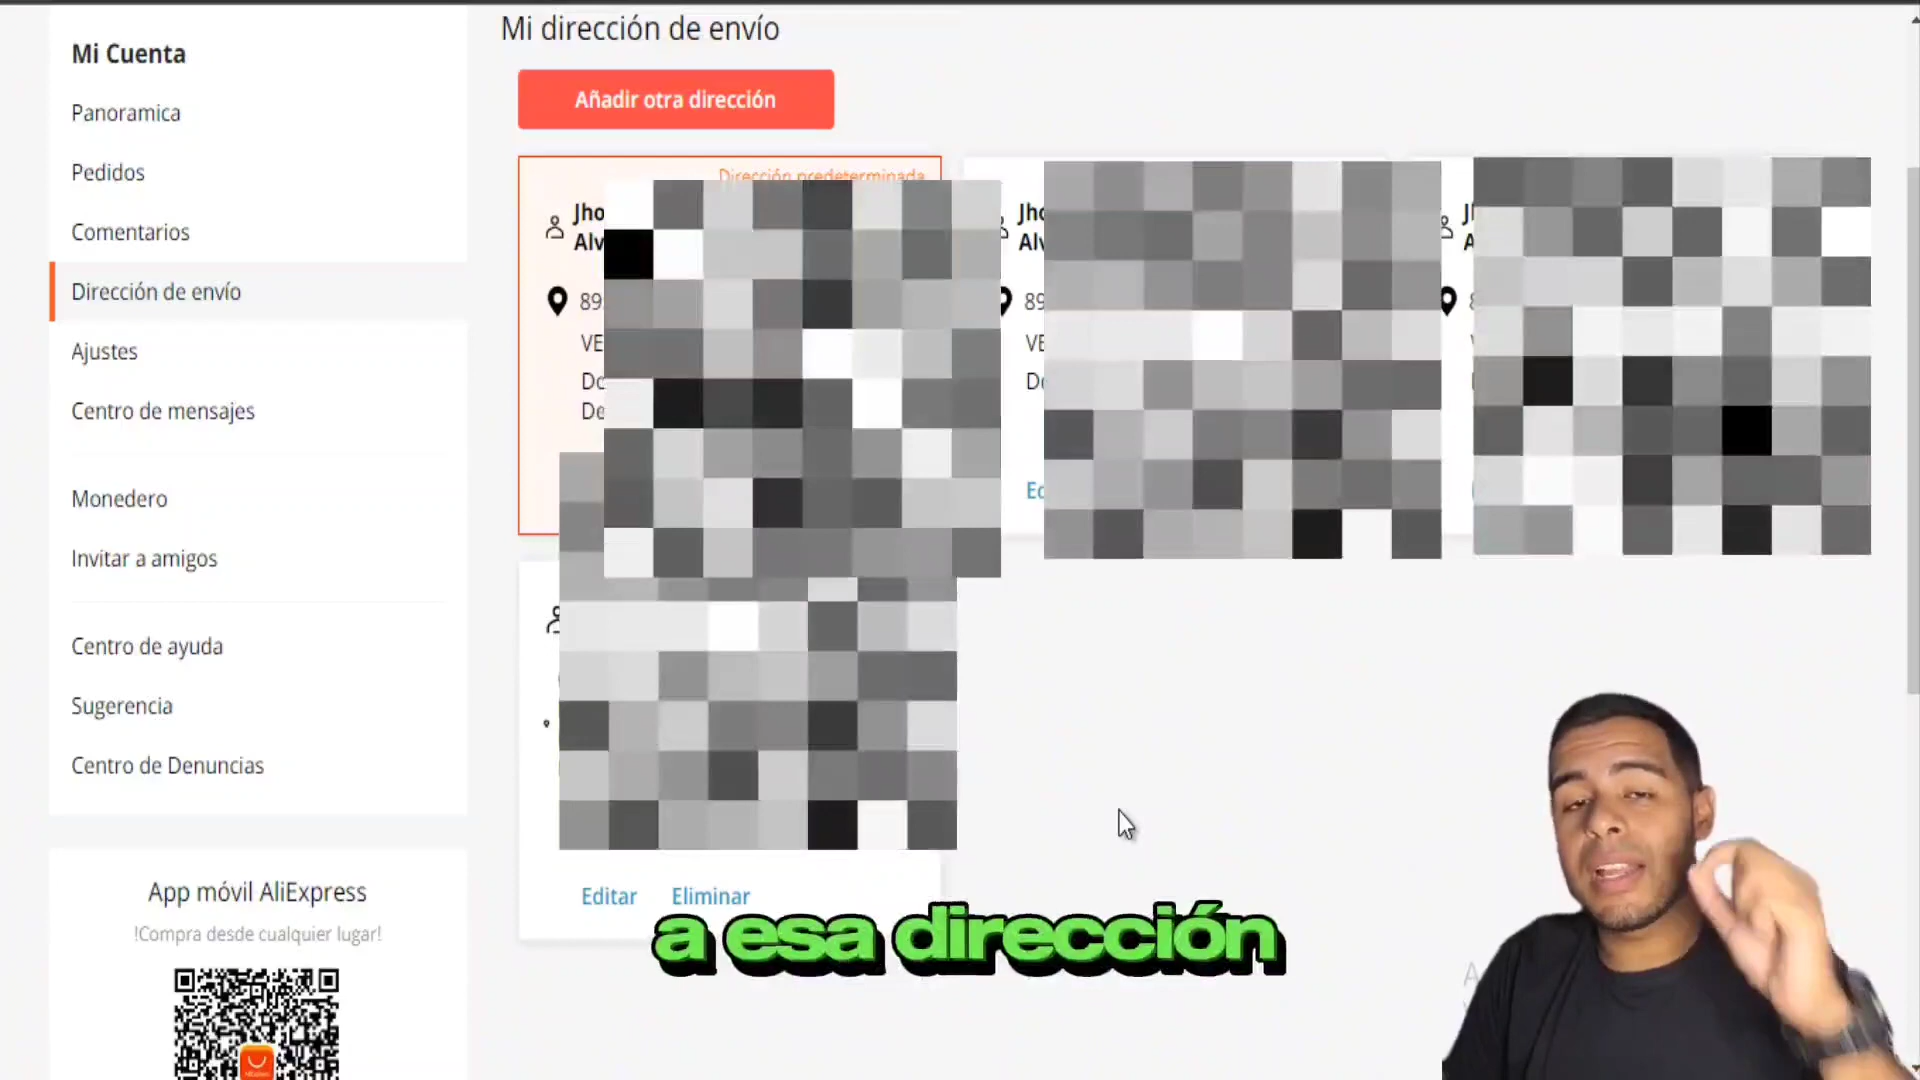 Mi dirección de envío
Mi Cuenta
Añadir otra dirección
Panoramica
Pedidos
Comentarios
Dirección de envío
Ajustes
Centro de mensajes
Monedero
Invitar a amigos
Centro de ayuda
Sugerencia
Centro de Denuncias
App móvil AliExpress
!Compra desde cualquier lugar!
Dirección predeterminada
Editar Eliminar
a esa dirección